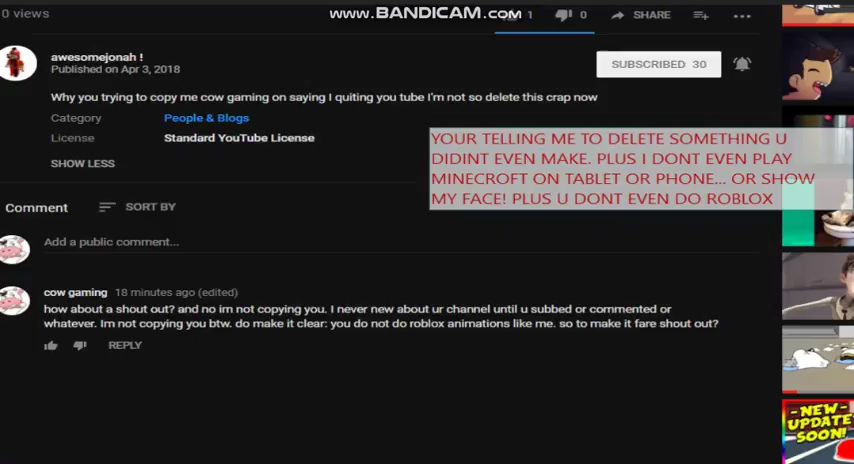 0 views
www.BANDICAM.com
1
0
SHARE
awesomejonah !
Published on Apr 3, 2018
SUBSCRIBED 30
Why you trying to copy me cow gaming on saying I quiting you tube I'm not so delete this crap now
Category People & Blogs
License Standard YouTube License
SHOW LESS
YOUR TELLING ME TO DELETE SOMETHING U
DIDINT EVEN MAKE. PLUS I DONT EVEN PLAY
MINECROFT ON TABLET OR PHONE... OR SHOW
MY FACE! PLUS U DONT EVEN DO ROBLOX
Comment SORT BY
Add a public comment...
cow gaming 18 minutes ago (edited)
how about a shout out? and no im not copying you. I never new about ur channel until u subbed or commented or
whatever. Im not copying you btw. do make it clear: you do not do roblox animations like me. so to make it fare shout out?
REPLY
-NEW-
UPDATE
SOON!